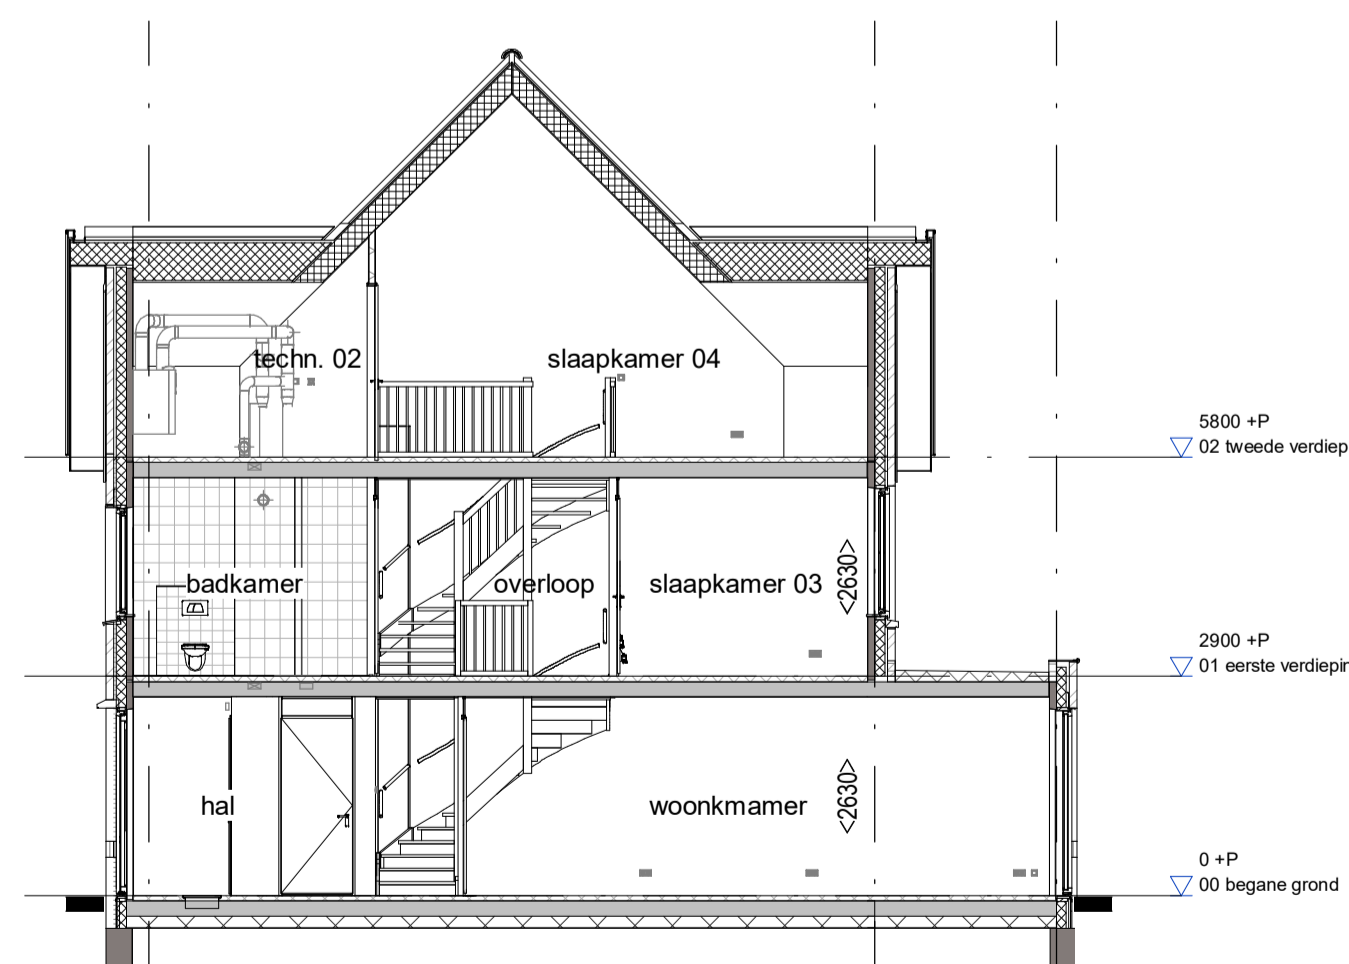 techn. 02
slaapkamer 04
5800 +P
02 tweede verdiep
badkamer
overloop
slaapkamer 03
<2630>
2900 +P
01 eerste verdiepir
hal
woonkmamer
<2630>
0 +P
00 begane grond